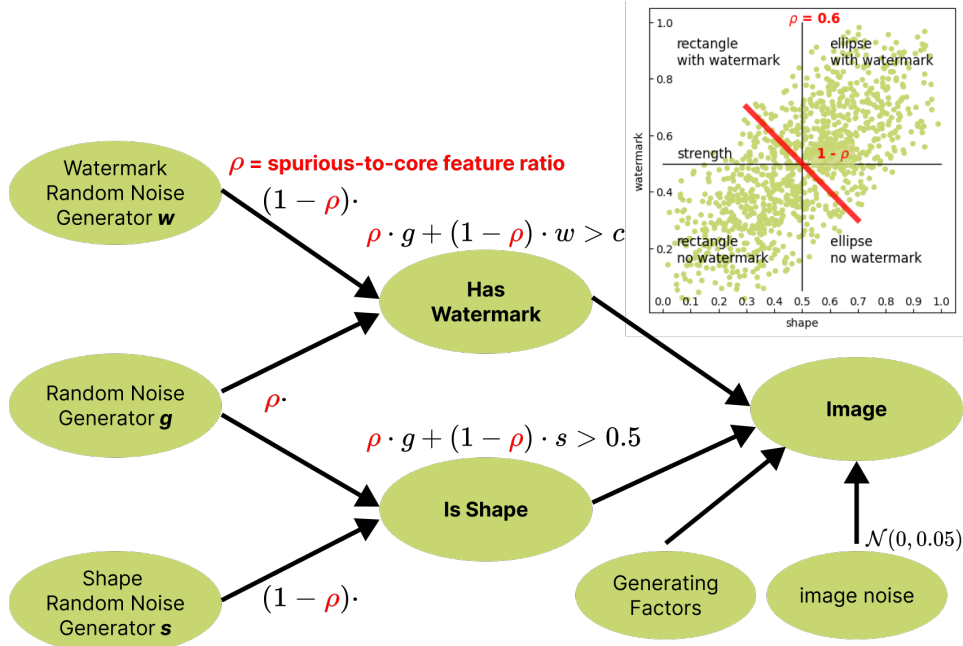 ρ = 0.6
rectangle
with watermark
ellipse
with watermark
strength
1 - ρ
rectangle
no watermark
ellipse
no watermark
watermark
1.0
0.8
0.6
0.4
0.2
0.0 0.1 0.2 0.3 0.4 0.5 0.6 0.7 0.8 0.9 1.0
shape
Watermark
Random Noise
Generator w
ρ = spurious-to-core feature ratio
(1 − ρ)·
ρ · g + (1 − ρ) · w > c
Has
Watermark
Random Noise
Generator g
ρ·
ρ · g + (1 − ρ) · s > 0.5
Image
Is Shape
Shape
Random Noise
Generator s
(1 − ρ)·
Generating
Factors
𝒩(0, 0.05)
image noise